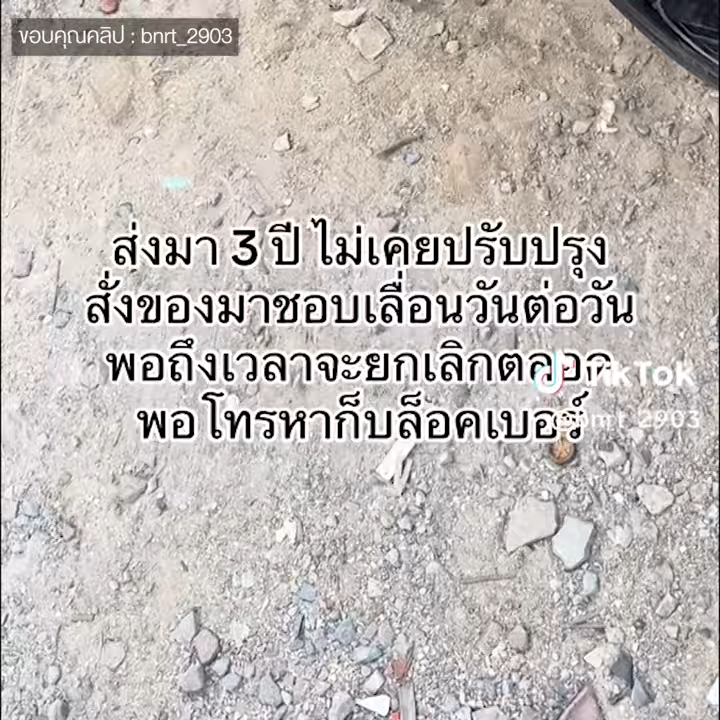 ขอบคุณคลิป : bnrt_2903
ส่งมา 3 ปี ไม่เคยปรับปรุง
สั่งของมาชอบเลื่อนวันต่อวัน
พอถึงเวลาจะยกเลิกตลอด
พอโทรหาก็บล็อคเบอร์
TikTok
@bnrt_2903